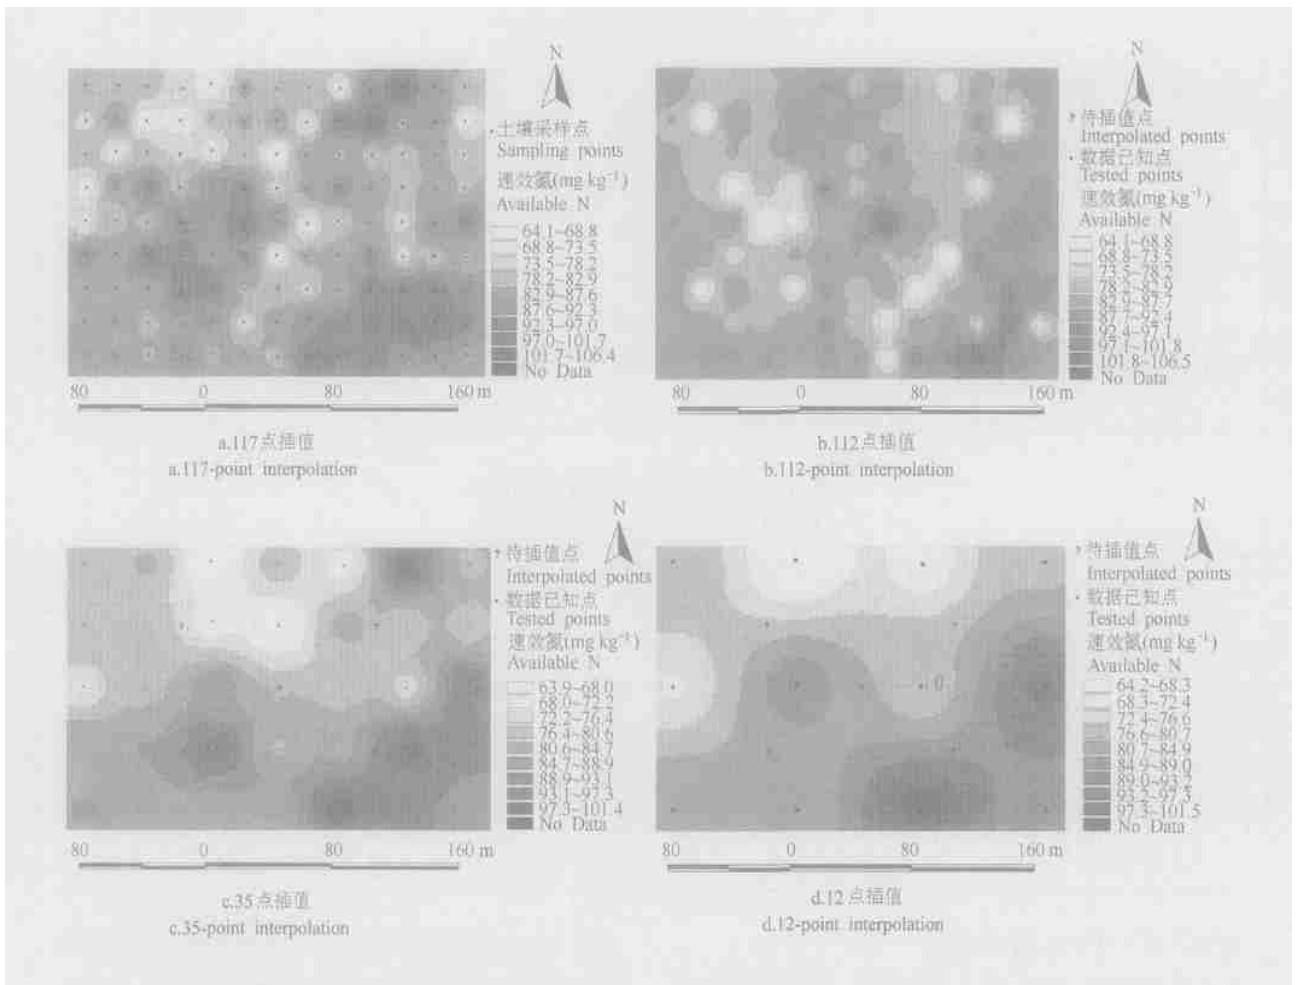 N
土壤采样点
Sampling points
速效氮(mg kg⁻¹)
Available N
64.1~68.8
68.8~73.5
73.5~78.2
78.2~82.9
82.9~87.6
87.6~92.3
92.3~97.0
97.0~101.7
101.7~106.4
No Data
80 0 80 160 m
a.117点插值
a.117-point interpolation
N
待插值点
Interpolated points
数据已知点
Tested points
速效氮(mg kg⁻¹)
Available N
64.1~68.8
68.8~73.5
73.5~78.2
78.2~82.9
82.9~87.7
87.7~92.4
92.4~97.1
97.1~101.8
101.8~106.5
No Data
80 0 80 160 m
b.112点插值
b.112-point interpolation
N
待插值点
Interpolated points
数据已知点
Tested points
速效氮(mg kg⁻¹)
Available N
63.9~68.0
68.0~72.2
72.2~76.4
76.4~80.6
80.6~84.7
84.7~88.9
88.9~93.1
93.1~97.3
97.3~101.4
No Data
80 0 80 160 m
c.35点插值
c.35-point interpolation
N
待插值点
Interpolated points
数据已知点
Tested points
速效氮(mg kg⁻¹)
Available N
64.2~68.3
68.3~72.4
72.4~76.6
76.6~80.7
80.7~84.9
84.9~89.0
89.0~93.2
93.2~97.3
97.3~101.5
No Data
0
80 0 80 160 m
d.12点插值
d.12-point interpolation